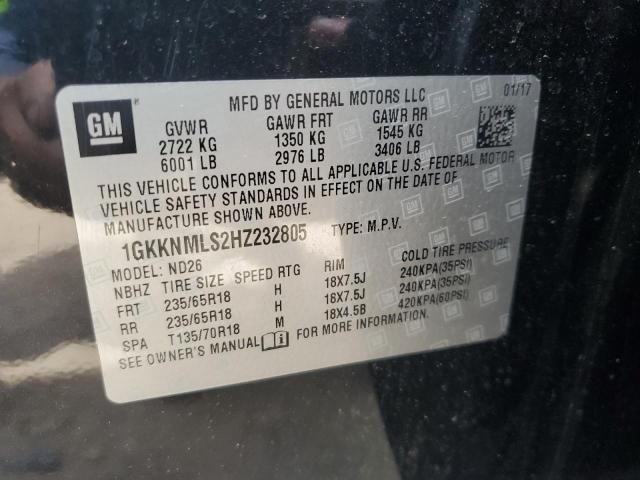 GM
MFD BY GENERAL MOTORS LLC 01/17
GVWR GAWR FRT GAWR RR
2722 KG 1350 KG 1545 KG
6001 LB 2976 LB 3406 LB
THIS VEHICLE CONFORMS TO ALL APPLICABLE U.S. FEDERAL MOTOR
VEHICLE SAFETY STANDARDS IN EFFECT ON THE DATE OF
MANUFACTURE SHOWN ABOVE.
1GKKNMLS2HZ232805 TYPE: M.P.V.
MODEL: ND26
NBHZ TIRE SIZE SPEED RTG RIM COLD TIRE PRESSURE
FRT 235/65R18 H 18X7.5J 240KPA(35PSI)
RR 235/65R18 H 18X7.5J 240KPA(35PSI)
SPA T135/70R18 M 18X4.5B 420KPA(60PSI)
SEE OWNER'S MANUAL FOR MORE INFORMATION.